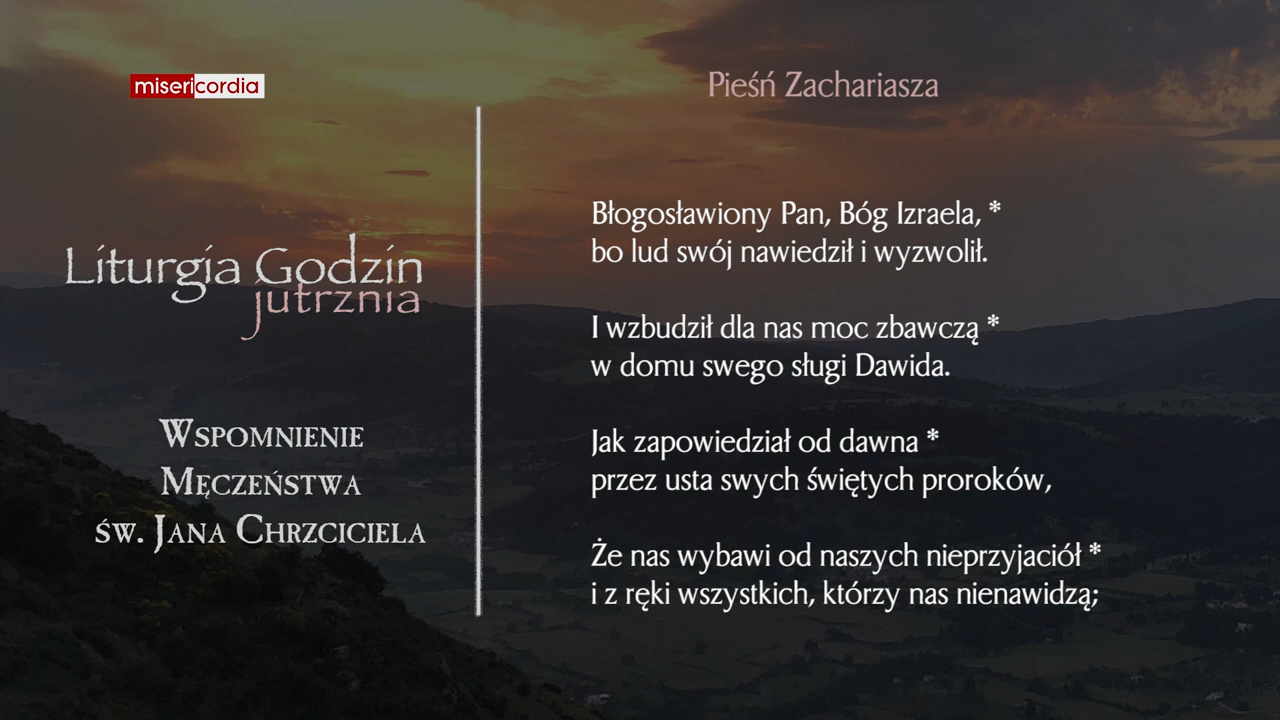 misericordia
Liturgia Godzin
jutrznia
Wspomnienie
Męczeństwa
św. Jana Chrzciciela
Pieśń Zachariasza
Błogosławiony Pan, Bóg Izraela, *
bo lud swój nawiedził i wyzwolił.
I wzbudził dla nas moc zbawczą *
w domu swego sługi Dawida.
Jak zapowiedział od dawna *
przez usta swych świętych proroków,
Że nas wybawi od naszych nieprzyjaciół *
i z ręki wszystkich, którzy nas nienawidzą;